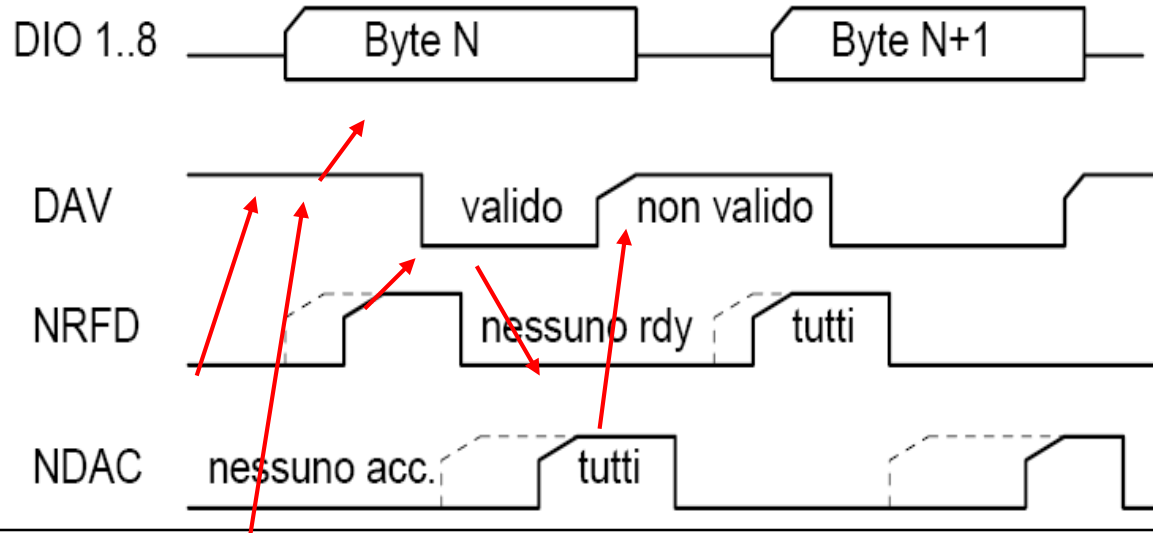 DIO 1..8 Byte N Byte N+1
DAV valido non valido
NRFD nessuno rdy tutti
NDAC nessuno acc. tutti